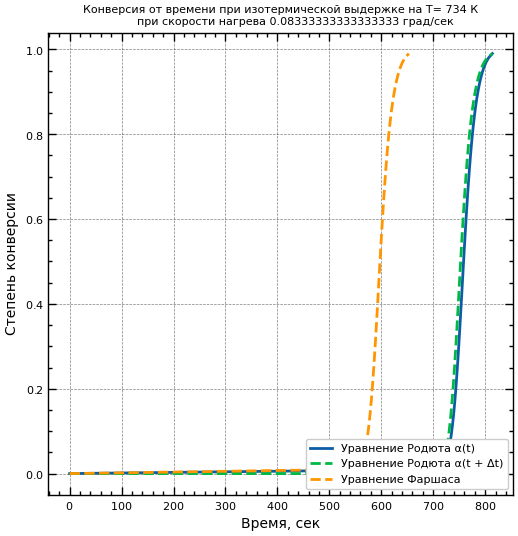 Конверсия от времени при изотермической выдержке на T= 734 K
при скорости нагрева 0.08333333333333333 град/сек
Степень конверсии
1.0
0.8
0.6
0.4
0.2
0.0
Уравнение Родюта α(t)
Уравнение Родюта α(t + Δt)
Уравнение Фаршаса
0 100 200 300 400 500 600 700 800
Время, сек